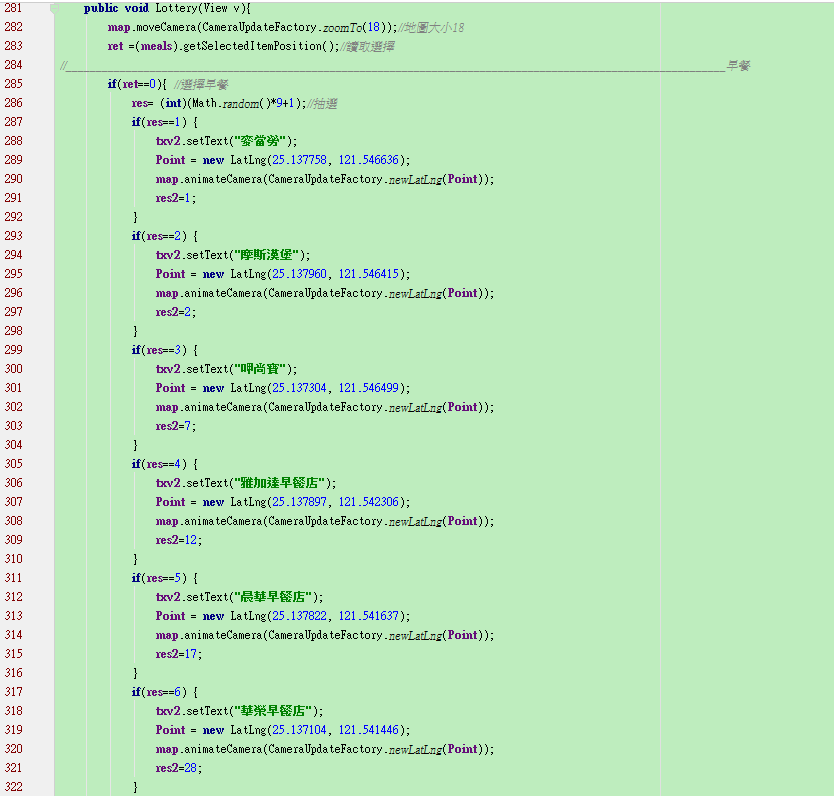 281 public void Lottery(View v){
282 map.moveCamera(CameraUpdateFactory.zoomTo(18));//地圖大小18
283 ret =(meals).getSelectedItemPosition();//讀取選擇
284 //______________________________________________________________________________________________早餐
285 if(ret==0){ //選擇早餐
286 res= (int)(Math.random()*9+1);//抽選
287 if(res==1) {
288 txv2.setText("麥當勞");
289 Point = new LatLng(25.137758, 121.546636);
290 map.animateCamera(CameraUpdateFactory.newLatLng(Point));
291 res2=1;
292 }
293 if(res==2) {
294 txv2.setText("摩斯漢堡");
295 Point = new LatLng(25.137960, 121.546415);
296 map.animateCamera(CameraUpdateFactory.newLatLng(Point));
297 res2=2;
298 }
299 if(res==3) {
300 txv2.setText("呷尚寶");
301 Point = new LatLng(25.137304, 121.546499);
302 map.animateCamera(CameraUpdateFactory.newLatLng(Point));
303 res2=7;
304 }
305 if(res==4) {
306 txv2.setText("雅加達早餐店");
307 Point = new LatLng(25.137897, 121.542306);
308 map.animateCamera(CameraUpdateFactory.newLatLng(Point));
309 res2=12;
310 }
311 if(res==5) {
312 txv2.setText("晨華早餐店");
313 Point = new LatLng(25.137822, 121.541637);
314 map.animateCamera(CameraUpdateFactory.newLatLng(Point));
315 res2=17;
316 }
317 if(res==6) {
318 txv2.setText("華榮早餐店");
319 Point = new LatLng(25.137104, 121.541446);
320 map.animateCamera(CameraUpdateFactory.newLatLng(Point));
321 res2=28;
322 }